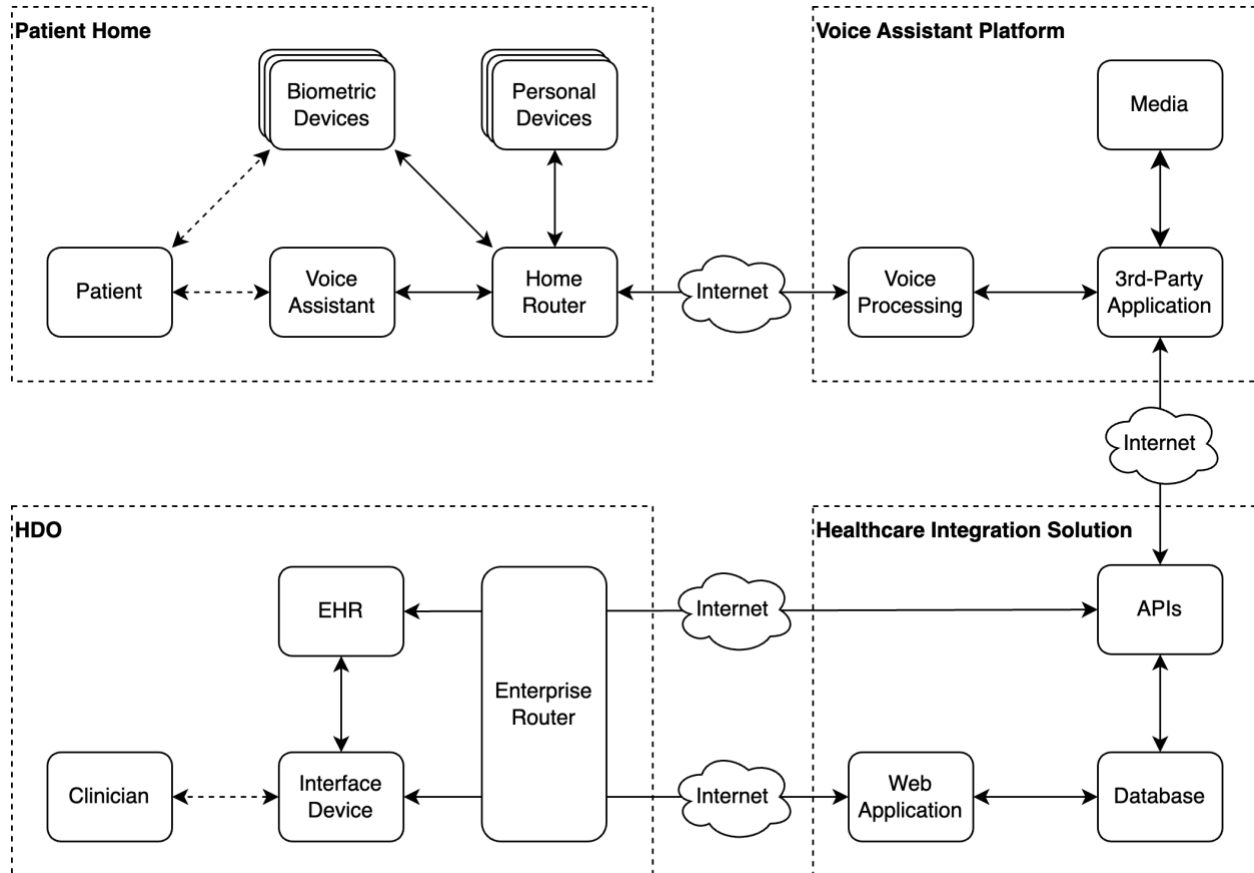 Patient Home
Biometric
Devices
Personal
Devices
Patient
Voice
Assistant
Home
Router
Internet
Voice Assistant Platform
Media
Voice
Processing
3rd-Party
Application
Internet
HDO
EHR
Enterprise
Router
Clinician
Interface
Device
Internet
Internet
Healthcare Integration Solution
APIs
Web
Application
Database